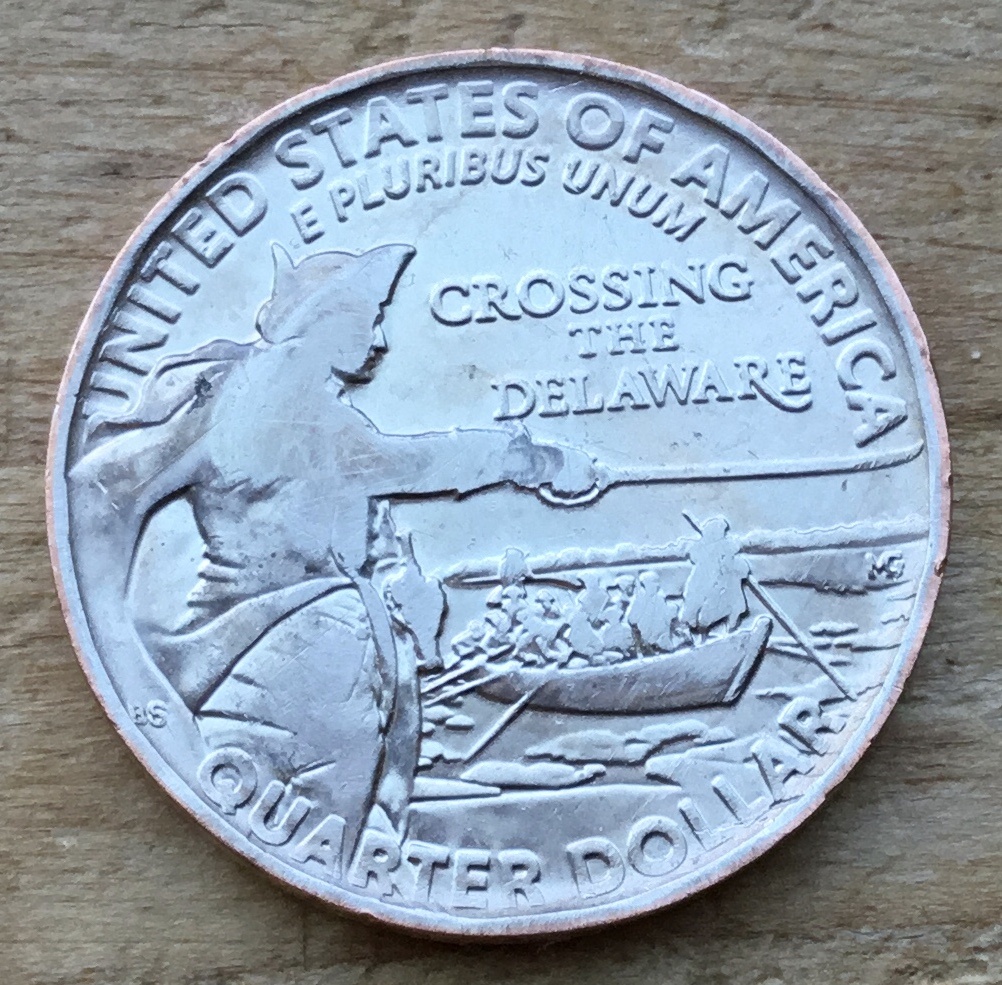 UNITED STATES OF AMERICA
E PLURIBUS UNUM
CROSSING
THE
DELAWARE
MG
BS
QUARTER DOLLAR